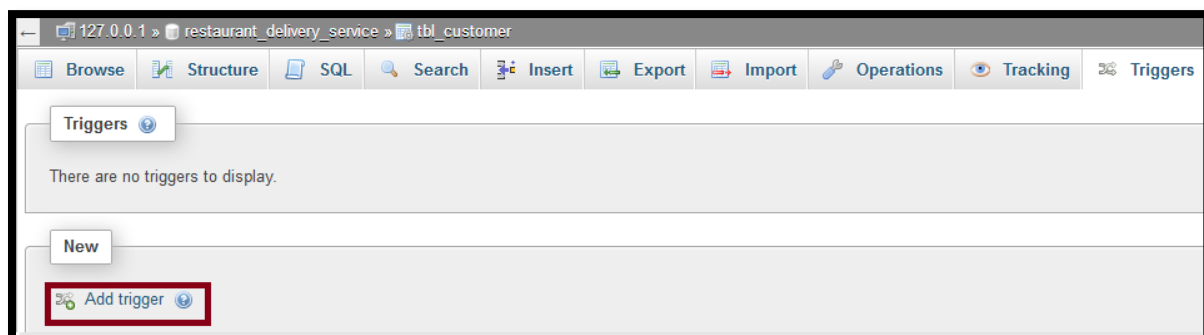 127.0.0.1 » restaurant_delivery_service » tbl_customer
Browse Structure SQL Search Insert Export Import Operations Tracking Triggers
Triggers
There are no triggers to display.
New
Add trigger